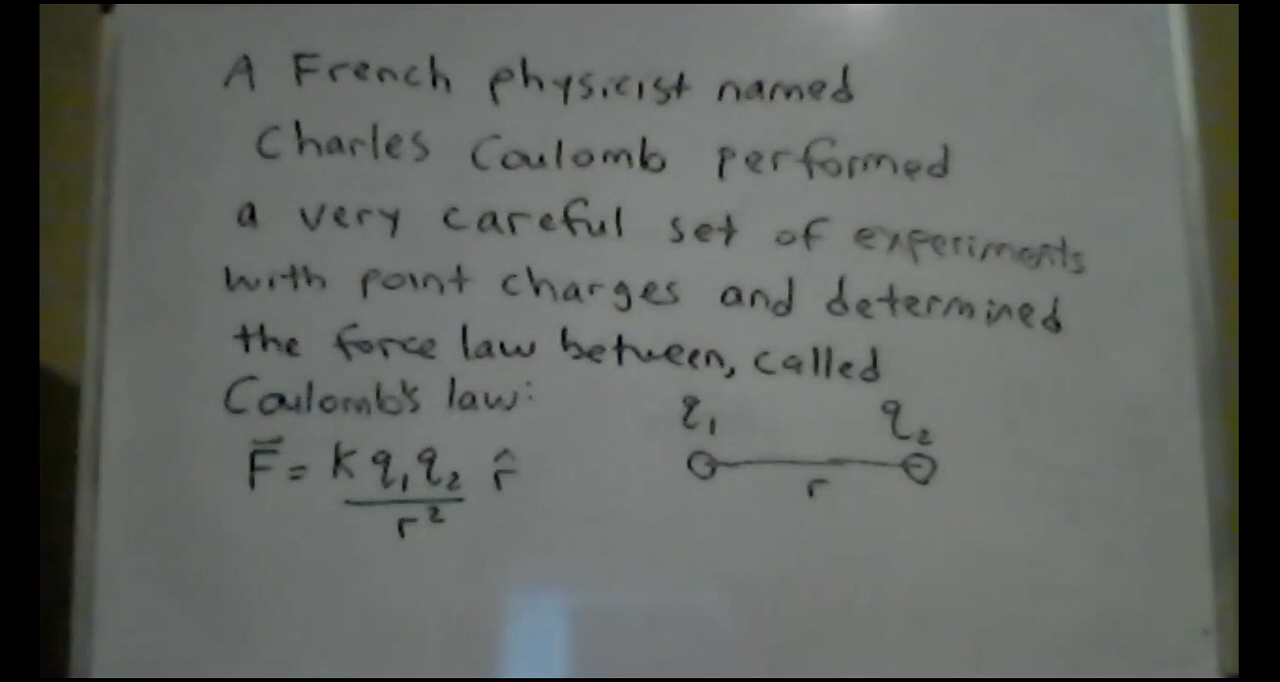 A French physicist named
Charles Coulomb performed
a very careful set of experiments
with point charges and determined
the force law between, called
Coulomb's law:
q₁ q₂
F⃗ = k q₁q₂ / r² r̂
r